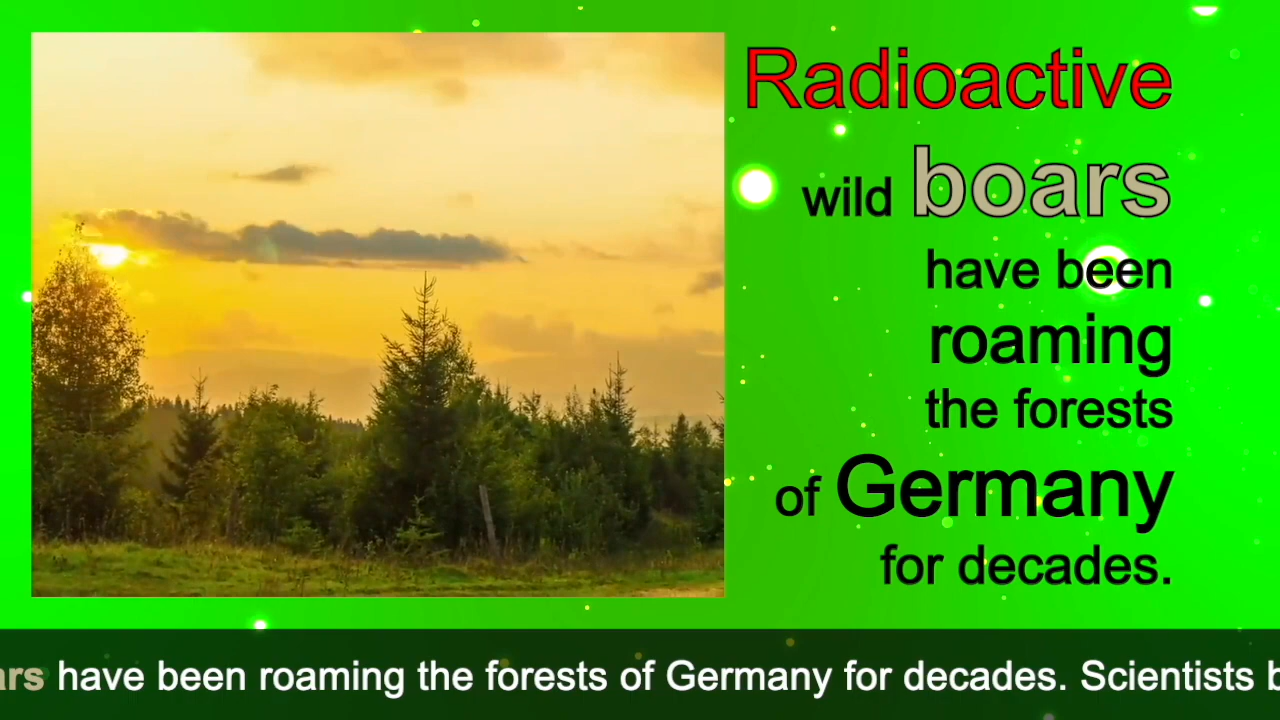 Radioactive
wild boars
have been
roaming
the forests
of Germany
for decades.
have been roaming the forests of Germany for decades. Scientists